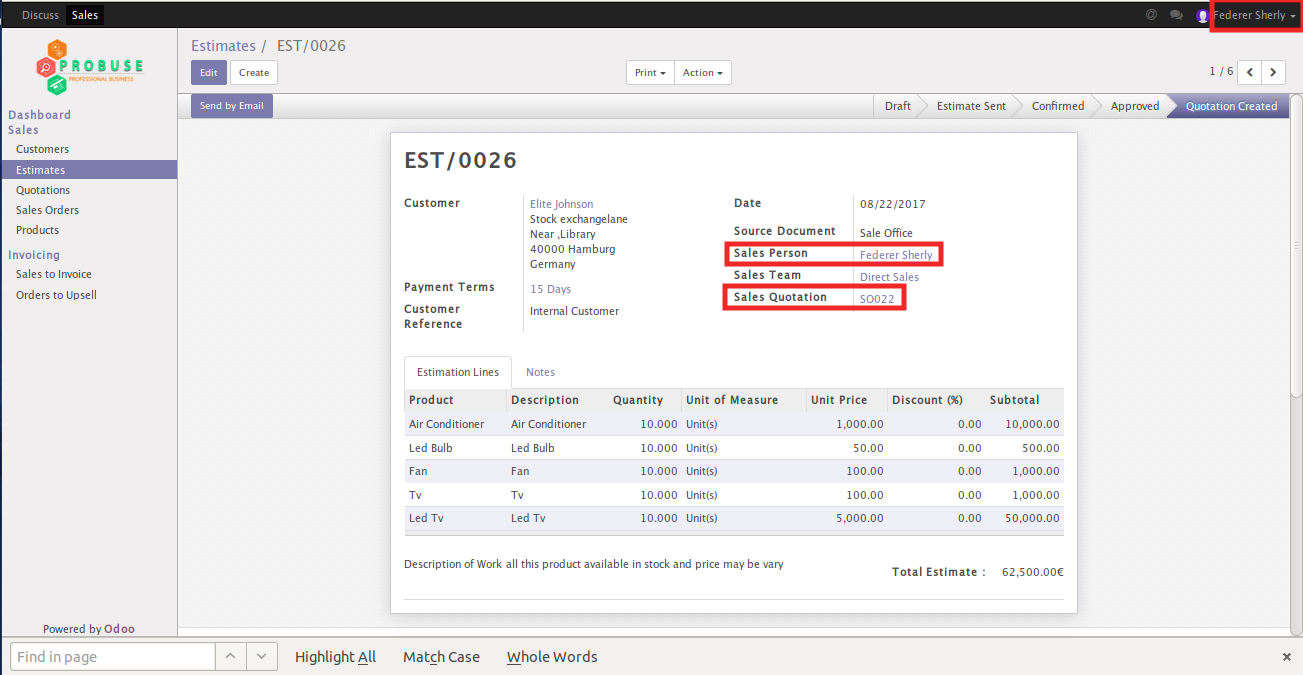 Discuss Sales @ Federer Sherly
PROBUSE
PROFESSIONAL BUSINESS
Estimates / EST/0026
Edit Create Print Action 1 / 6
Send by Email Draft Estimate Sent Confirmed Approved Quotation Created
Dashboard
Sales
Customers
Estimates
Quotations
Sales Orders
Products
Invoicing
Sales to Invoice
Orders to Upsell
Powered by Odoo
EST/0026
Customer Elite Johnson
Stock exchangelane
Near ,Library
40000 Hamburg
Germany
Payment Terms 15 Days
Customer Reference Internal Customer
Date 08/22/2017
Source Document Sale Office
Sales Person Federer Sherly
Sales Team Direct Sales
Sales Quotation SO022
Estimation Lines Notes
Product Description Quantity Unit of Measure Unit Price Discount (%) Subtotal
Air Conditioner Air Conditioner 10.000 Unit(s) 1,000.00 0.00 10,000.00
Led Bulb Led Bulb 10.000 Unit(s) 50.00 0.00 500.00
Fan Fan 10.000 Unit(s) 100.00 0.00 1,000.00
Tv Tv 10.000 Unit(s) 100.00 0.00 1,000.00
Led Tv Led Tv 10.000 Unit(s) 5,000.00 0.00 50,000.00
Description of Work all this product available in stock and price may be vary
Total Estimate : 62,500.00€
Find in page Highlight All Match Case Whole Words